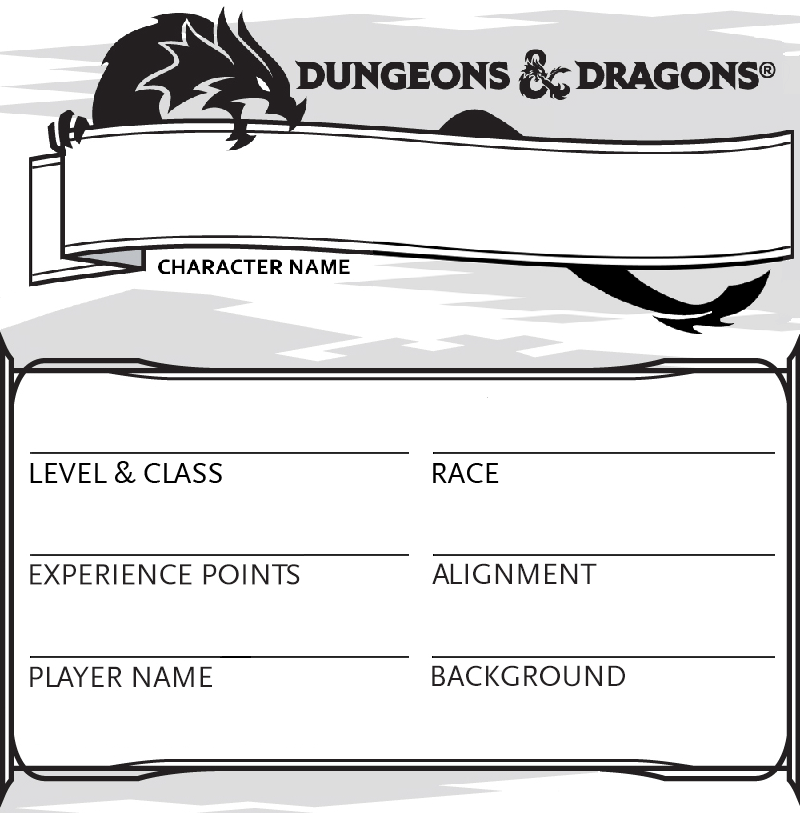 DUNGEONS & DRAGONS®
CHARACTER NAME
LEVEL & CLASS RACE
EXPERIENCE POINTS ALIGNMENT
PLAYER NAME BACKGROUND